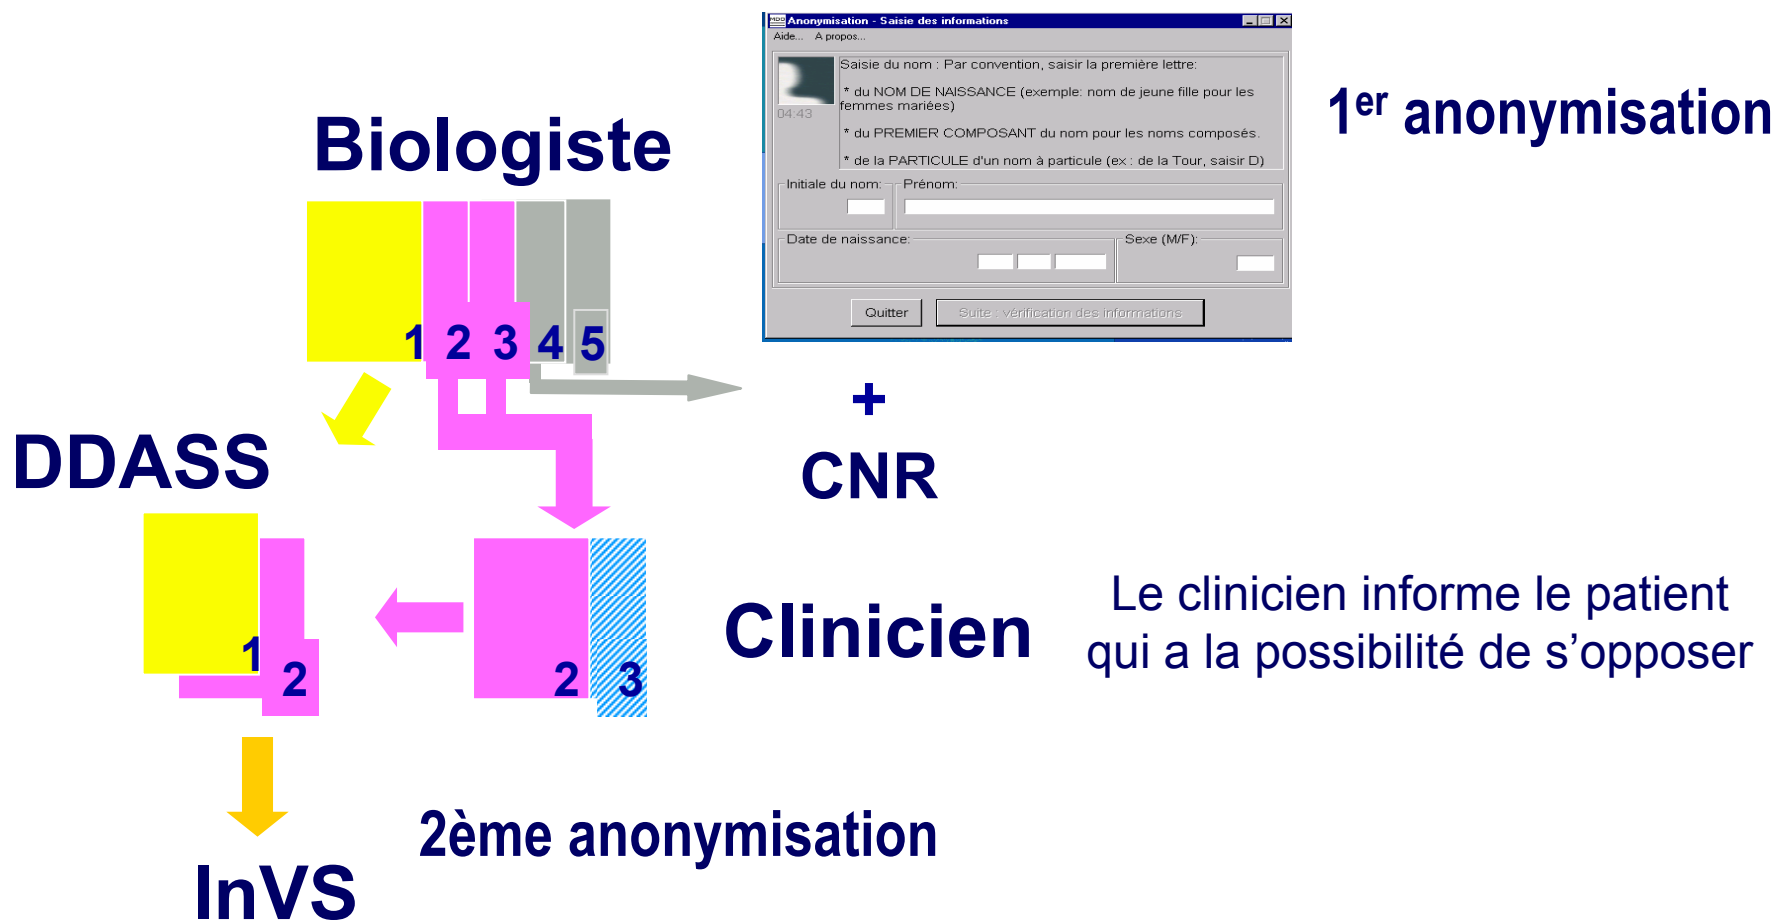 MDO Anonymisation - Saisie des informations
Aide... A propos...
Saisie du nom : Par convention, saisir la première lettre:
* du NOM DE NAISSANCE (exemple: nom de jeune fille pour les
femmes mariées)
04:43
* du PREMIER COMPOSANT du nom pour les noms composés.
* de la PARTICULE d'un nom à particule (ex : de la Tour, saisir D)
Initiale du nom: Prénom:
Date de naissance: Sexe (M/F):
Quitter Suite : vérification des informations
1er anonymisation
Biologiste
1 2 3 4 5
+
CNR
DDASS
1 2
2 3
Clinicien
Le clinicien informe le patient
qui a la possibilité de s’opposer
2ème anonymisation
InVS